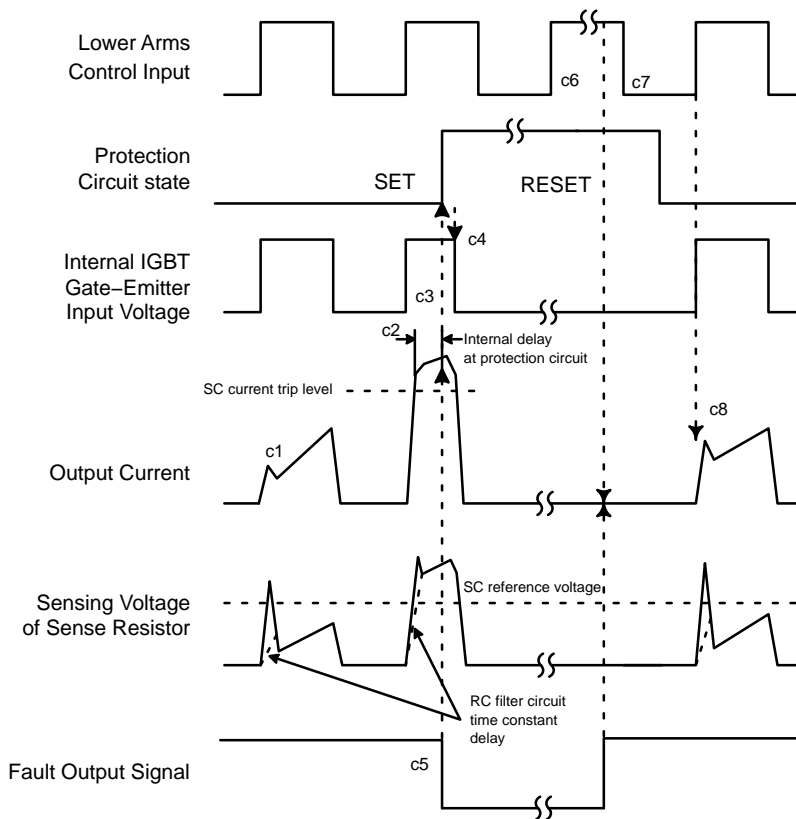 Lower Arms
Control Input
c6
c7
Protection
Circuit state
SET
RESET
c4
Internal IGBT
Gate−Emitter
Input Voltage
c3
c2
Internal delay
at protection circuit
SC current trip level
c8
c1
Output Current
SC reference voltage
Sensing Voltage
of Sense Resistor
RC filter circuit
time constant
delay
Fault Output Signal
c5